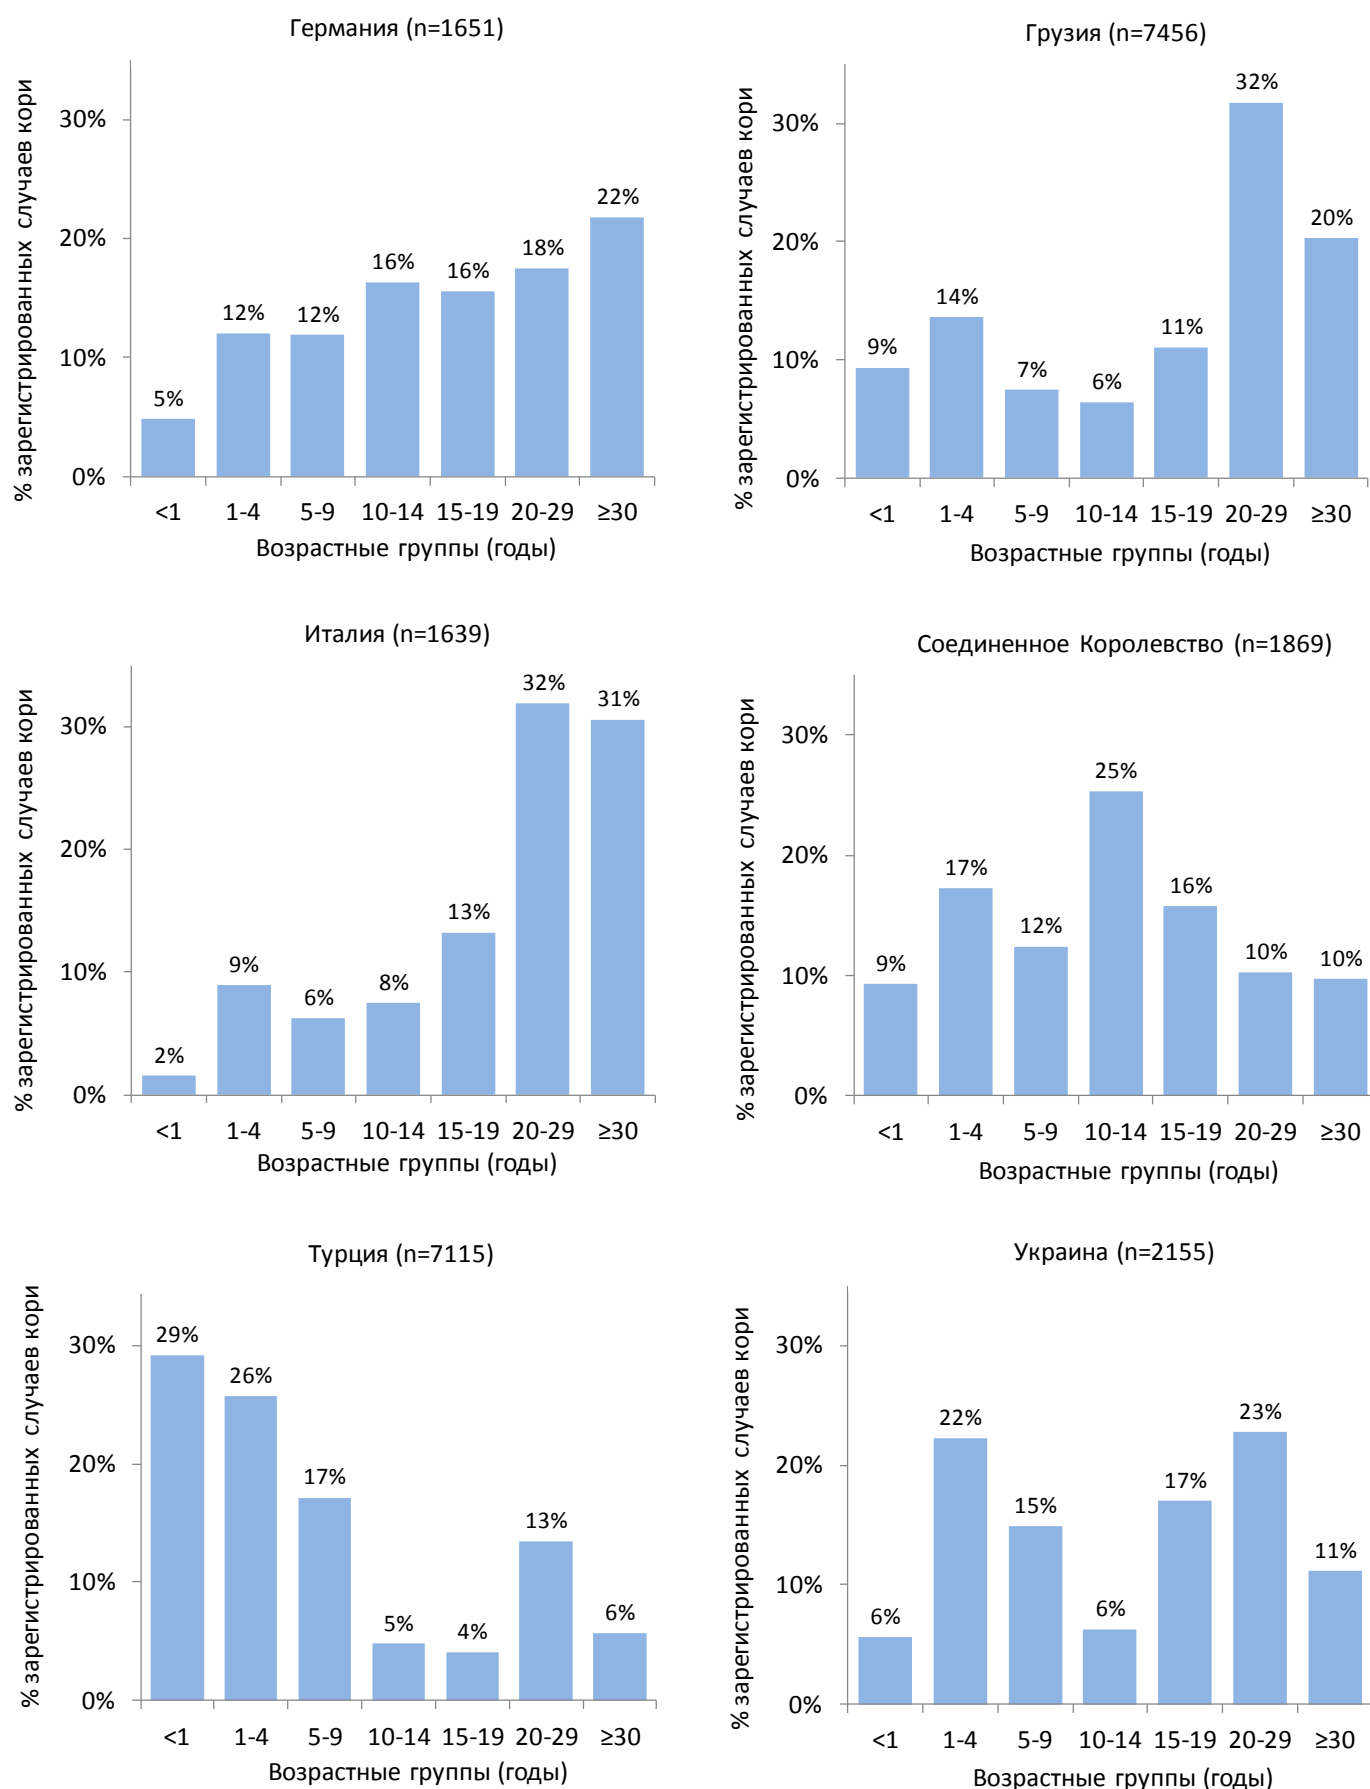 Германия (n=1651)
% зарегистрированных случаев кори
30%
20%
10%
0%
5%
12%
12%
16%
16%
18%
22%
<1 1-4 5-9 10-14 15-19 20-29 ≥30
Возрастные группы (годы)
Грузия (n=7456)
% зарегистрированных случаев кори
30%
20%
10%
0%
9%
14%
7%
6%
11%
32%
20%
<1 1-4 5-9 10-14 15-19 20-29 ≥30
Возрастные группы (годы)
Италия (n=1639)
% зарегистрированных случаев кори
30%
20%
10%
0%
2%
9%
6%
8%
13%
32%
31%
<1 1-4 5-9 10-14 15-19 20-29 ≥30
Возрастные группы (годы)
Соединенное Королевство (n=1869)
% зарегистрированных случаев кори
30%
20%
10%
0%
9%
17%
12%
25%
16%
10%
10%
<1 1-4 5-9 10-14 15-19 20-29 ≥30
Возрастные группы (годы)
Турция (n=7115)
% зарегистрированных случаев кори
30%
20%
10%
0%
29%
26%
17%
5%
4%
13%
6%
<1 1-4 5-9 10-14 15-19 20-29 ≥30
Возрастные группы (годы)
Украина (n=2155)
% зарегистрированных случаев кори
30%
20%
10%
0%
6%
22%
15%
6%
17%
23%
11%
<1 1-4 5-9 10-14 15-19 20-29 ≥30
Возрастные группы (годы)